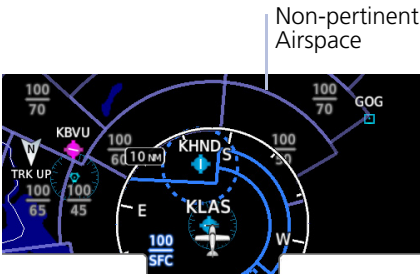 Non-pertinent
Airspace
100
70
100
70
GOG
KBVU
100
60
10 NM
KHND
S
100
90
N
TRK UP
100
65
100
45
E
KLAS
W
100
SFC